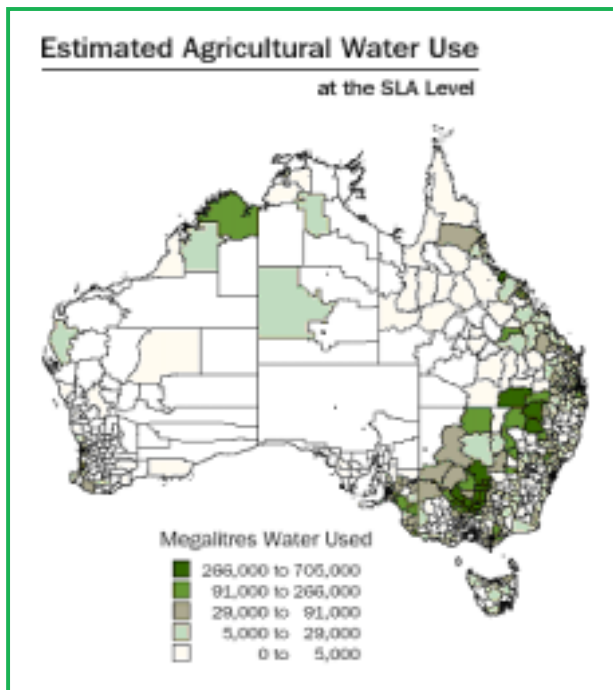 Estimated Agricultural Water Use
at the SLA Level
Megalitres Water Used
266,000 to 705,000
91,000 to 266,000
29,000 to 91,000
5,000 to 29,000
0 to 5,000